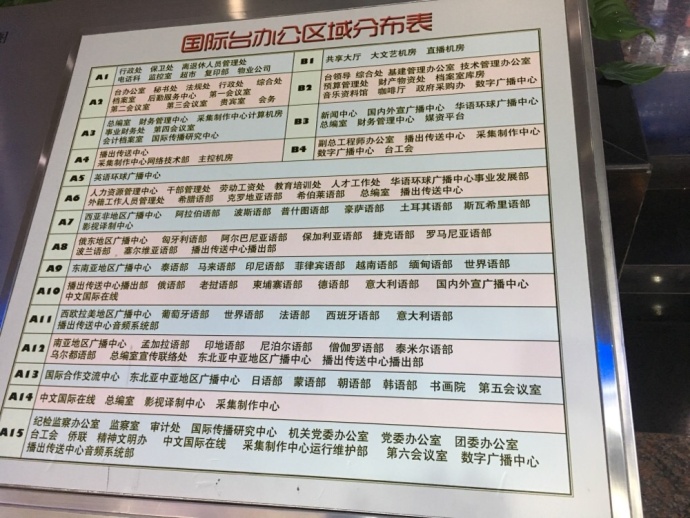 国际台办公区域分布表
A1 行政处 保卫处 离退休人员管理处
电话科 监控室 超市 复印部 物业公司
A2 台办公室 秘书处 法规处 行政处 综合处
档案室 后勤服务中心 第一会议室
第二会议室 第三会议室 贵宾室 会务
A3 总编室 财务管理中心 采集制作中心计算机房
事业财务处 第四会议室
会计档案室 国际传播研究中心
A4 播出传送中心
采集制作中心网络技术部 主控机房
B1 共享大厅 大文艺机房 直播机房
B2 台领导 综合处 基建管理办公室 技术管理办公室
预算管理处 财产物资处 档案室库房
音乐资料馆 咖啡厅 政府采购办 数字广播中心
B3 新闻中心 国内外宣广播中心 华语环球广播中心
总编室 财务管理中心 媒资平台
B4 副总工程师办公室 播出传送中心 采集制作中心
数字广播中心 台工会
A5 英语环球广播中心
A6 人力资源管理中心 干部管理处 劳动工资处 教育培训处 人才工作处 华语环球广播中心事业发展部
外籍工作人员管理处 希腊语部 克罗地亚语部 希伯莱语部 总编室 播出传送中心
A7 西亚非地区广播中心 阿拉伯语部 波斯语部 普什图语部 豪萨语部 土耳其语部 斯瓦希里语部
影视译制中心
A8 俄东地区广播中心 匈牙利语部 阿尔巴尼亚语部 保加利亚语部 捷克语部 罗马尼亚语部
波兰语部 塞尔维亚语部 播出传送中心播出部
A9 东南亚地区广播中心 泰语部 马来语部 印尼语部 菲律宾语部 越南语部 缅甸语部 世界语部
A10 播出传送中心播出部 俄语部 老挝语部 柬埔寨语部 德语部 意大利语部 国内外宣广播中心
中文国际在线
A11 西欧拉美地区广播中心 葡萄牙语部 世界语部 法语部 西班牙语部 意大利语部
播出传送中心音频系统部
A12 南亚地区广播中心 孟加拉语部 印地语部 尼泊尔语部 僧伽罗语部 泰米尔语部
乌尔都语部 总编室宣传联络处 东北亚中亚地区广播中心 播出传送中心播出部
A13 国际合作交流中心 东北亚中亚地区广播中心 日语部 蒙语部 朝语部 韩语部 书画院 第五会议室
A14 中文国际在线 总编室 影视译制中心 采集制作中心
A15 纪检监察办公室 监察室 审计处 国际传播研究中心 机关党委办公室 党委办公室 团委办公室
台工会 侨联 精神文明办 中文国际在线 采集制作中心运行维护部 第六会议室 数字广播中心
播出传送中心音频系统部